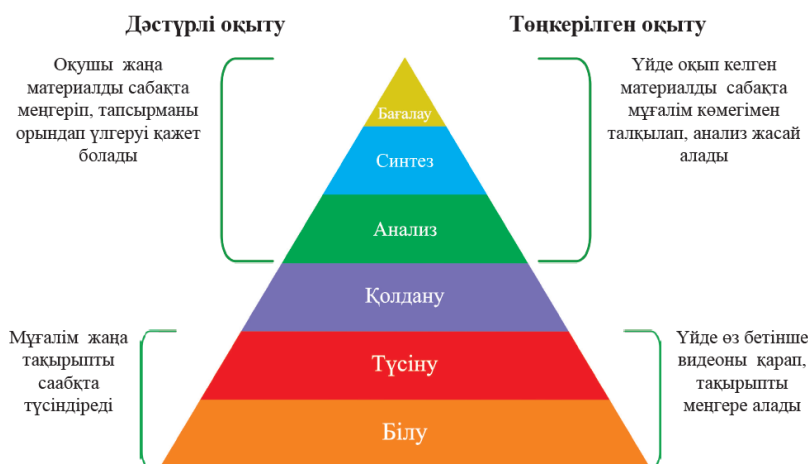 Дәстүрлі оқыту
Төңкерілген оқыту
Оқушы жаңа
материалды сабақта
меңгеріп, тапсырманы
орындап үлгеруі қажет
болады
Үйде оқып келген
материалды сабақта
мұғалім көмегімен
талқылап, анализ жасай
алады
Бағалау
Синтез
Анализ
Қолдану
Түсіну
Білу
Мұғалім жаңа
тақырыпты
саабқта
түсіндіреді
Үйде өз бетінше
видеоны қарап,
тақырыпты
меңгере алады